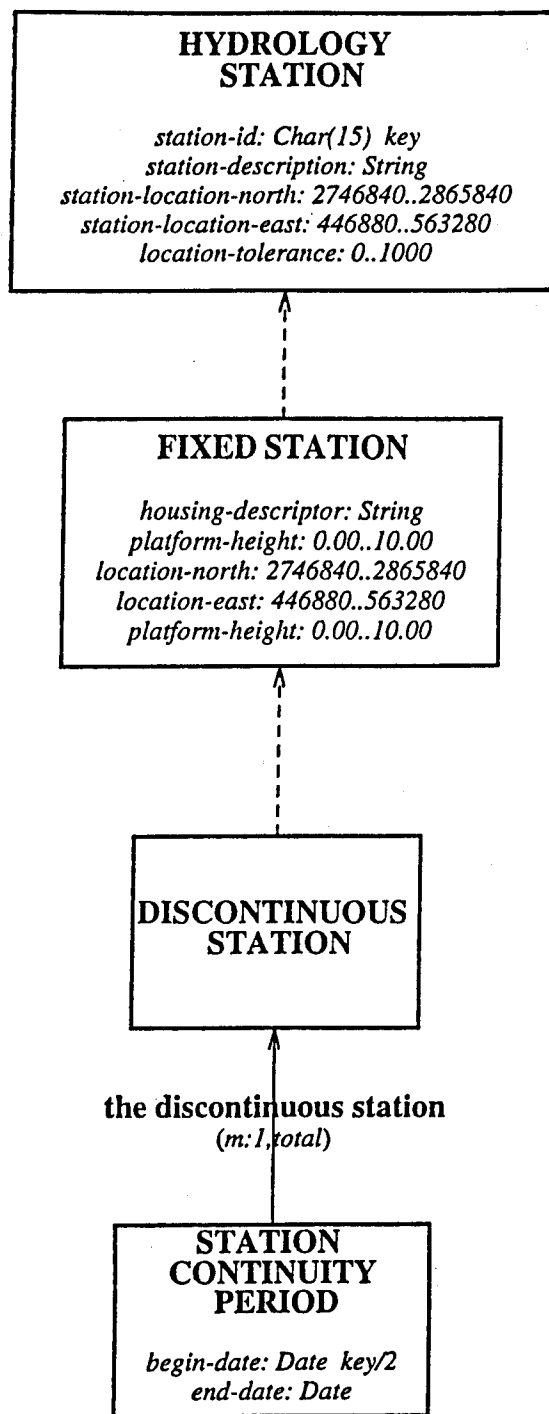 HYDROLOGY
STATION
station-id: Char(15) key
station-description: String
station-location-north: 2746840..2865840
station-location-east: 446880..563280
location-tolerance: 0..1000
FIXED STATION
housing-descriptor: String
platform-height: 0.00..10.00
location-north: 2746840..2865840
location-east: 446880..563280
platform-height: 0.00..10.00
DISCONTINUOUS
STATION
the discontinuous station
(m:1,total)
STATION
CONTINUITY
PERIOD
begin-date: Date key/2
end-date: Date